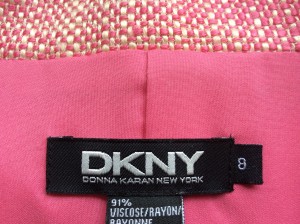 DKNY
DONNA KARAN NEW YORK
8
91%
VISCOSE/RAYON/
RAYONNE